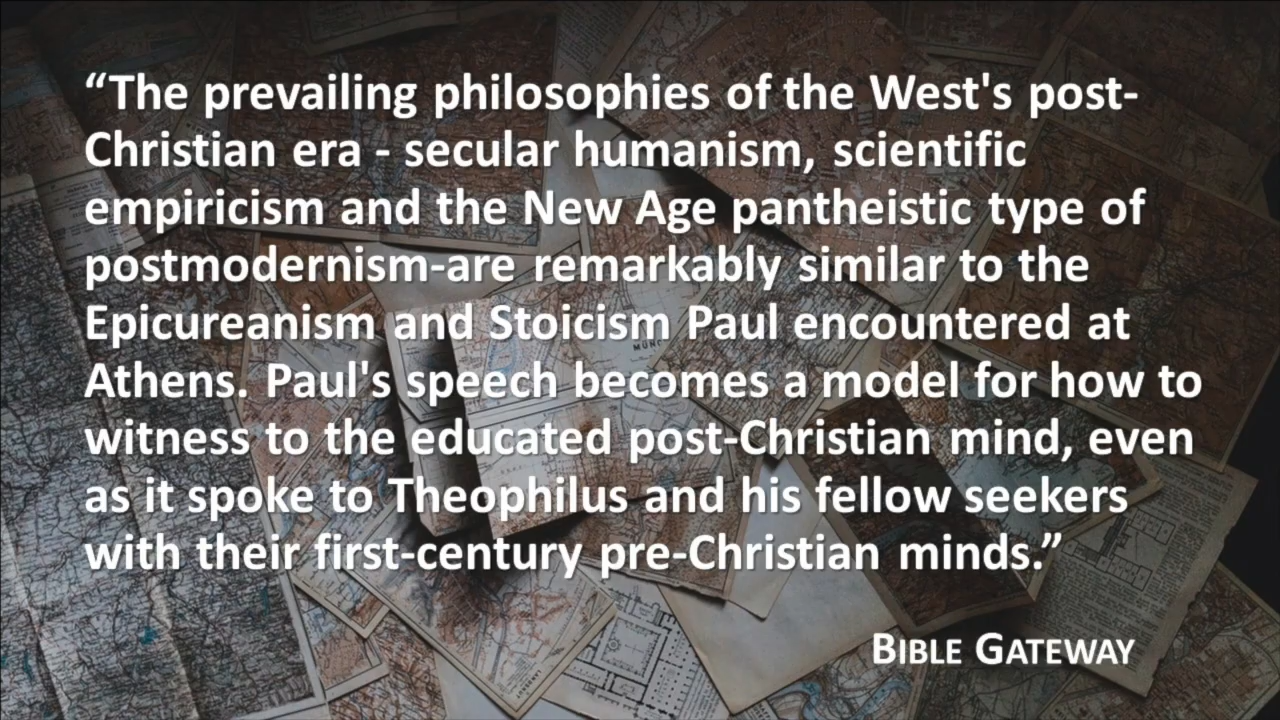 “The prevailing philosophies of the West's post-
Christian era - secular humanism, scientific
empiricism and the New Age pantheistic type of
postmodernism-are remarkably similar to the
Epicureanism and Stoicism Paul encountered at
Athens. Paul's speech becomes a model for how to
witness to the educated post-Christian mind, even
as it spoke to Theophilus and his fellow seekers
with their first-century pre-Christian minds.”
BIBLE GATEWAY